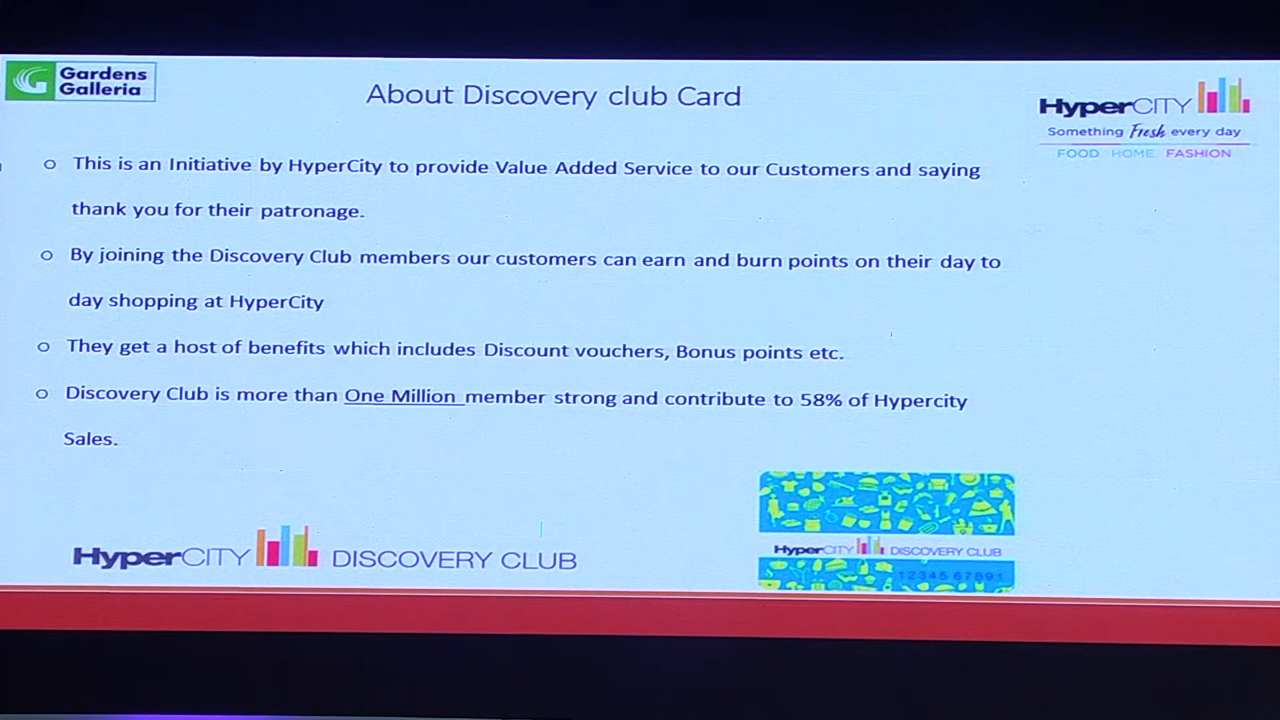 Gardens
Galleria
About Discovery club Card
HyperCITY
Something Fresh every day
FOOD HOME FASHION
o This is an Initiative by HyperCity to provide Value Added Service to our Customers and saying
thank you for their patronage.
o By joining the Discovery Club members our customers can earn and burn points on their day to
day shopping at HyperCity
o They get a host of benefits which includes Discount vouchers, Bonus points etc.
o Discovery Club is more than One Million member strong and contribute to 58% of Hypercity
Sales.
HyperCITY DISCOVERY CLUB
HyperCITY DISCOVERY CLUB
12345 67891